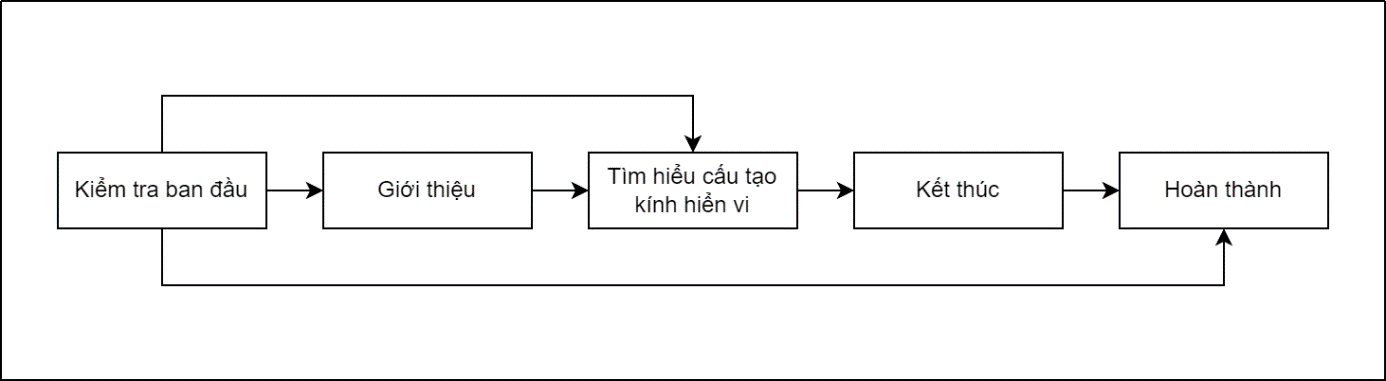 Kiểm tra ban đầu
Giới thiệu
Tìm hiểu cấu tạo
kính hiển vi
Kết thúc
Hoàn thành